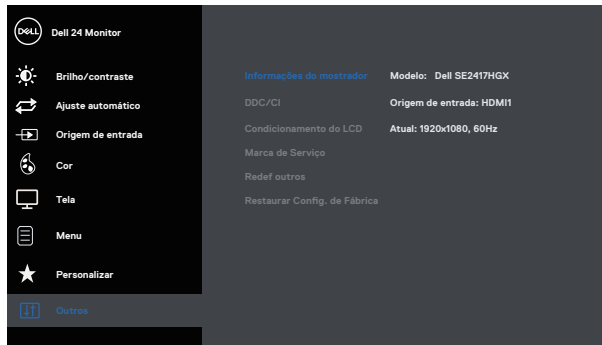 DELL Dell 24 Monitor
Brilho/contraste
Ajuste automático
Origem de entrada
Cor
Tela
Menu
Personalizar
Outros
Informações do mostrador Modelo: Dell SE2417HGX
DDC/CI Origem de entrada: HDMI1
Condicionamento do LCD Atual: 1920x1080, 60Hz
Marca de Serviço
Redef outros
Restaurar Config. de Fábrica